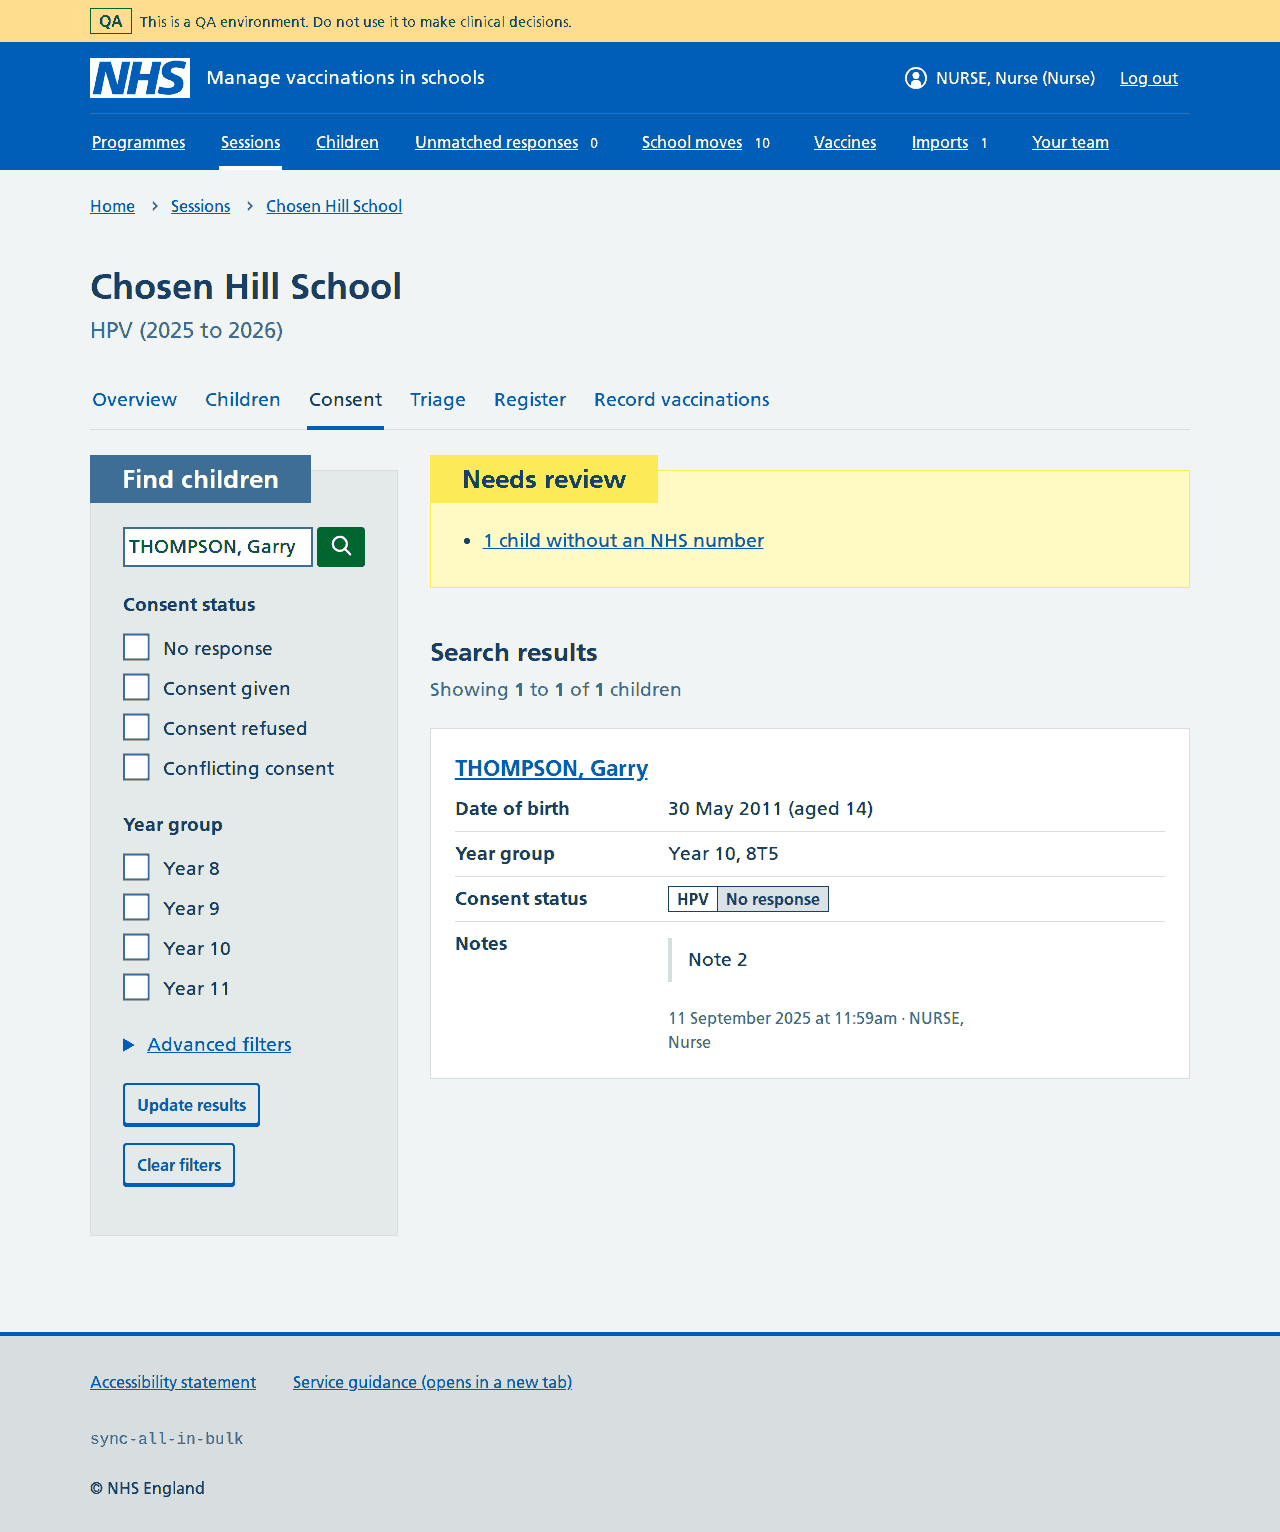 QA This is a QA environment. Do not use it to make clinical decisions.
NHS Manage vaccinations in schools NURSE, Nurse (Nurse) Log out
Programmes Sessions Children Unmatched responses 0 School moves 10 Vaccines Imports 1 Your team
Home Sessions Chosen Hill School
Chosen Hill School
HPV (2025 to 2026)
Overview Children Consent Triage Register Record vaccinations
Find children
THOMPSON, Garry
Consent status
No response
Consent given
Consent refused
Conflicting consent
Year group
Year 8
Year 9
Year 10
Year 11
Advanced filters
Update results
Clear filters
Needs review
1 child without an NHS number
Search results
Showing 1 to 1 of 1 children
THOMPSON, Garry
Date of birth 30 May 2011 (aged 14)
Year group Year 10, 8T5
Consent status HPV No response
Notes Note 2
11 September 2025 at 11:59am · NURSE,
Nurse
Accessibility statement Service guidance (opens in a new tab)
sync-all-in-bulk
© NHS England